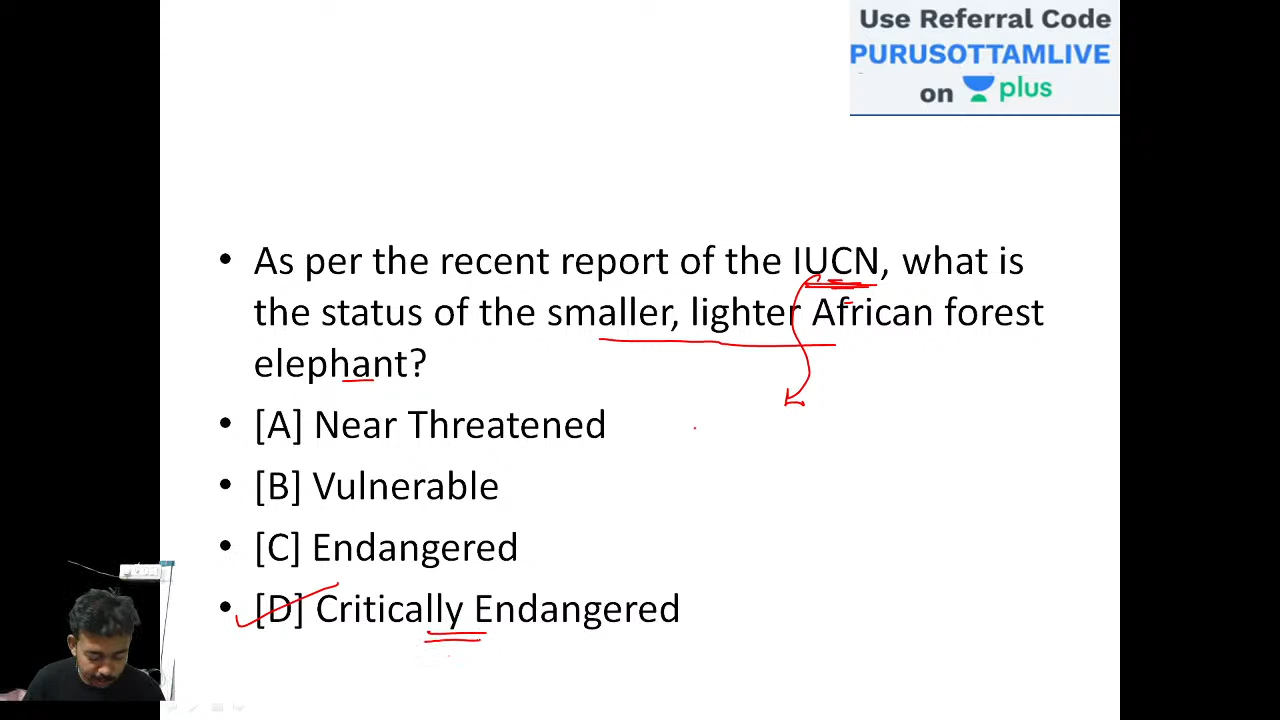 Use Referral Code
PURUSOTTAMLIVE
on plus
• As per the recent report of the IUCN, what is
the status of the smaller, lighter African forest
elephant?
• [A] Near Threatened
• [B] Vulnerable
• [C] Endangered
• [D] Critically Endangered